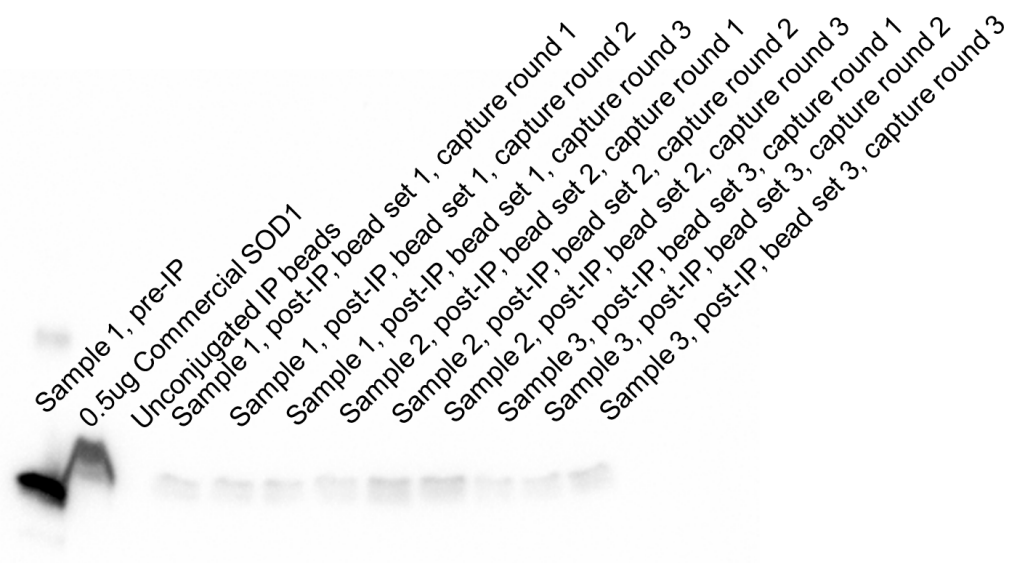 Sample 1, pre-IP
0.5ug Commercial SOD1
Unconjugated IP beads
Sample 1, post-IP, bead set 1, capture round 1
Sample 1, post-IP, bead set 1, capture round 2
Sample 1, post-IP, bead set 1, capture round 3
Sample 2, post-IP, bead set 2, capture round 1
Sample 2, post-IP, bead set 2, capture round 2
Sample 2, post-IP, bead set 2, capture round 3
Sample 3, post-IP, bead set 3, capture round 1
Sample 3, post-IP, bead set 3, capture round 2
Sample 3, post-IP, bead set 3, capture round 3